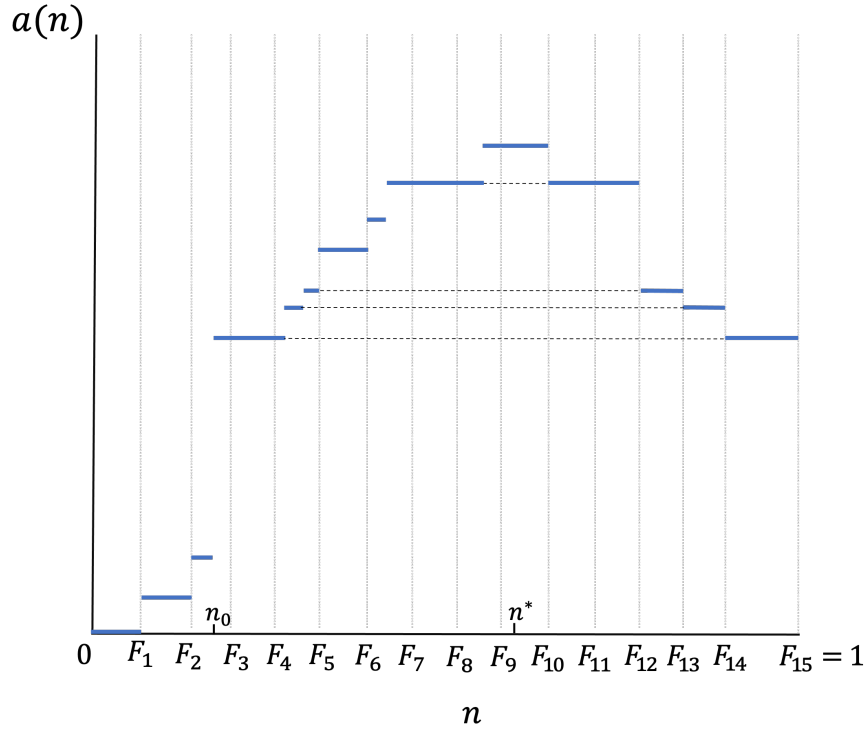 a(n)
n₀ n*
0 F₁ F₂ F₃ F₄ F₅ F₆ F₇ F₈ F₉ F₁₀ F₁₁ F₁₂ F₁₃ F₁₄ F₁₅ = 1
n